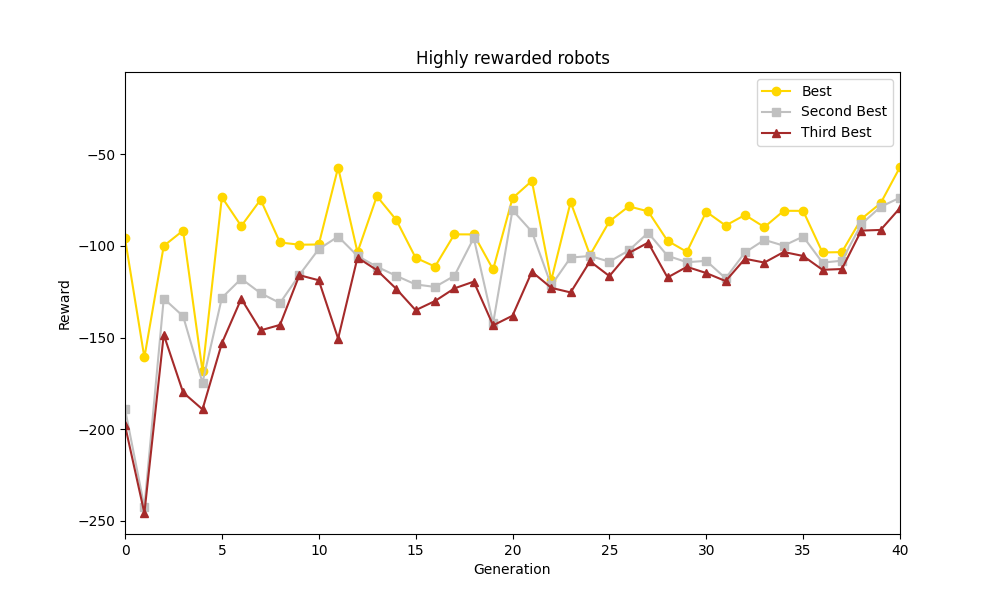 Highly rewarded robots
Best
Second Best
Third Best
Reward
−50
−100
−150
−200
−250
0 5 10 15 20 25 30 35 40
Generation